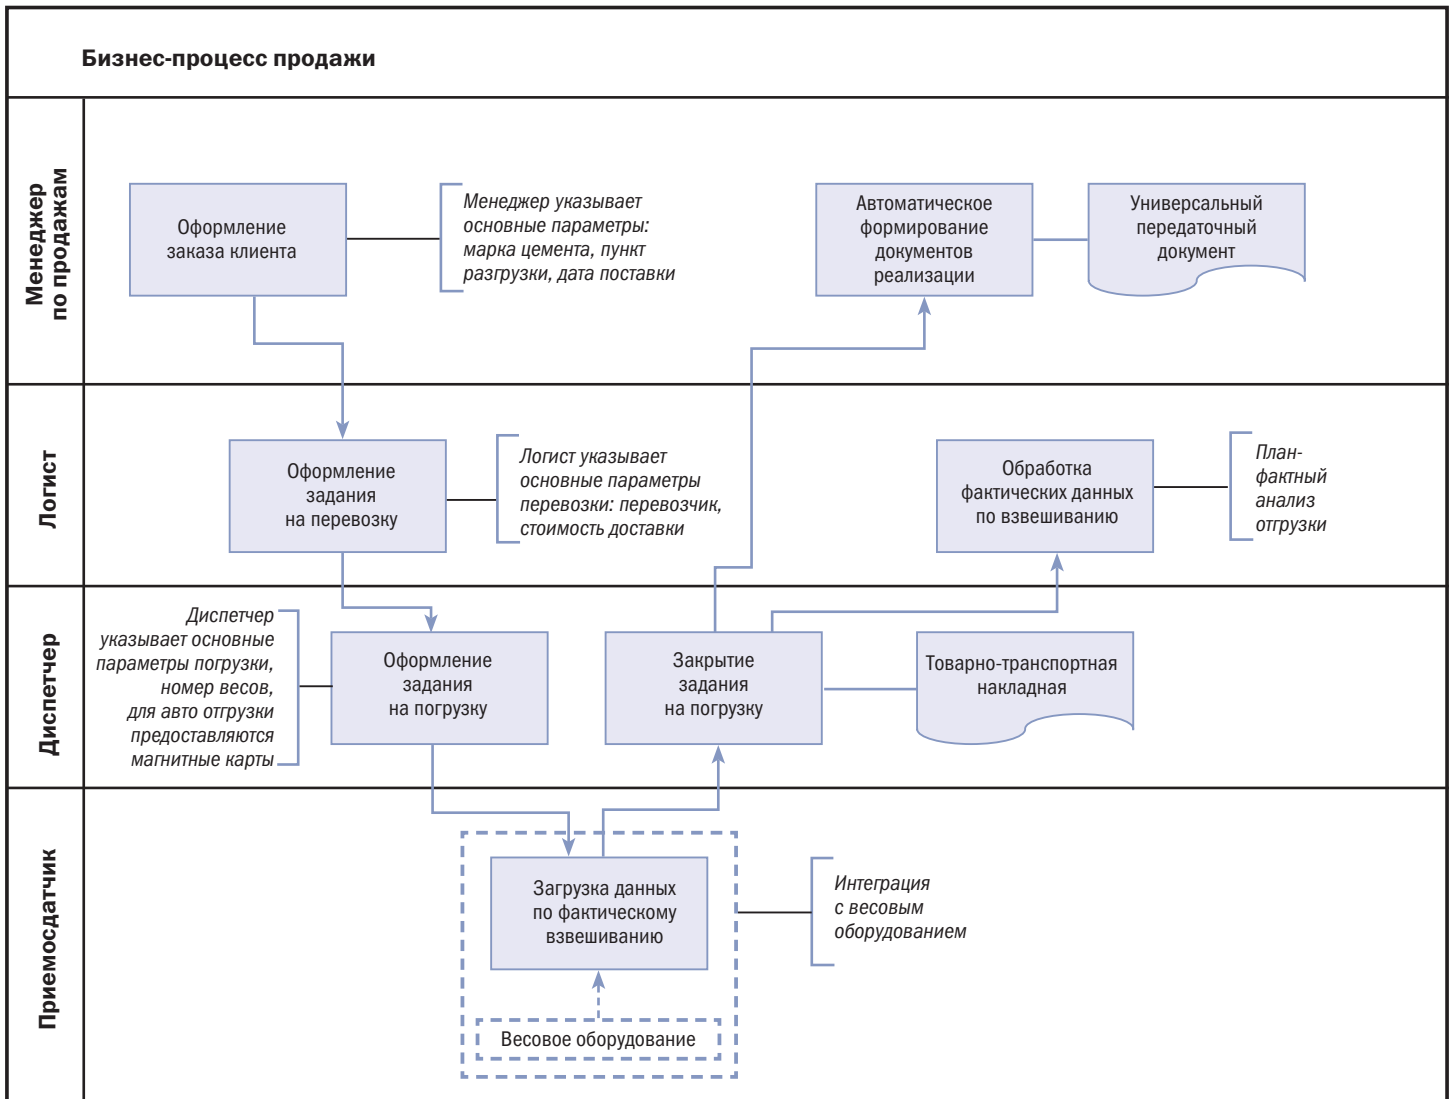 Бизнес-процесс продажи
Менеджер
по продажам
Оформление
заказа клиента
Менеджер указывает
основные параметры:
марка цемента, пункт
разгрузки, дата поставки
Автоматическое
формирование
документов
реализации
Универсальный
передаточный
документ
Логист
Оформление
задания
на перевозку
Логист указывает
основные параметры
перевозки: перевозчик,
стоимость доставки
Обработка
фактических данных
по взвешиванию
План-
фактный
анализ
отгрузки
Диспетчер
Диспетчер
указывает основные
параметры погрузки,
номер весов,
для авто отгрузки
предоставляются
магнитные карты
Оформление
задания
на погрузку
Закрытие
задания
на погрузку
Товарно-транспортная
накладная
Приемосдатчик
Загрузка данных
по фактическому
взвешиванию
Весовое оборудование
Интеграция
с весовым
оборудованием